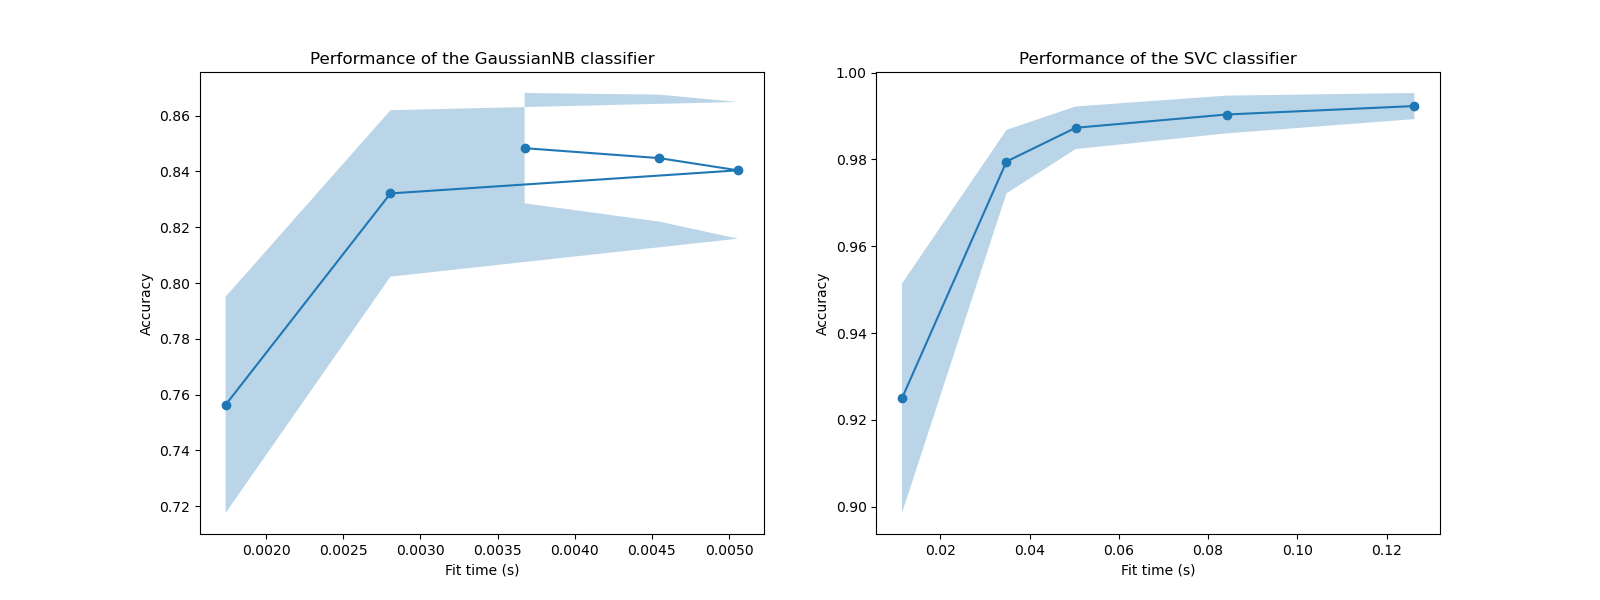 Performance of the GaussianNB classifier
0.86
0.84
0.82
0.80
0.78
0.76
0.74
0.72
Accuracy
0.0020 0.0025 0.0030 0.0035 0.0040 0.0045 0.0050
Fit time (s)
Performance of the SVC classifier
1.00
0.98
0.96
0.94
0.92
0.90
Accuracy
0.02 0.04 0.06 0.08 0.10 0.12
Fit time (s)